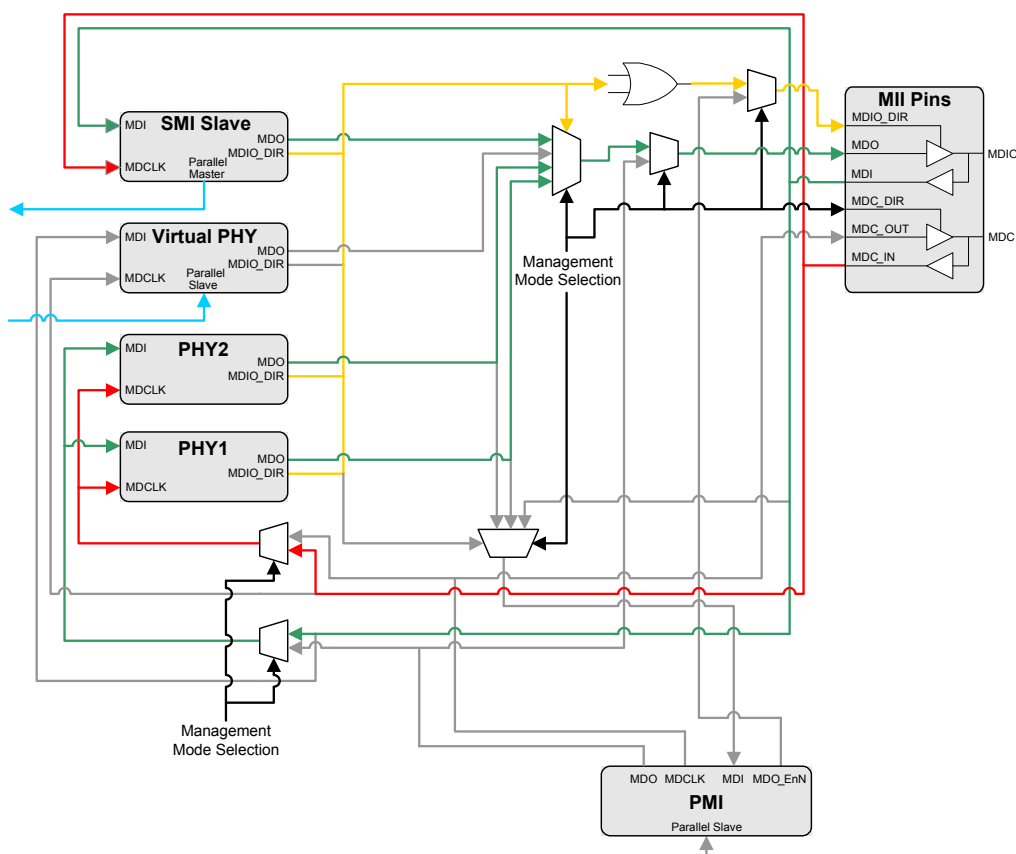 SMI Slave
MDI
MDO
MDIO_DIR
MDCLK
Parallel
Master
MII Pins
MDIO_DIR
MDO
MDIO
MDI
MDC_DIR
MDC_OUT
MDC
MDC_IN
Virtual PHY
MDI
MDO
MDIO_DIR
MDCLK
Parallel
Slave
Management
Mode Selection
PHY2
MDI
MDO
MDIO_DIR
MDCLK
PHY1
MDI
MDO
MDIO_DIR
MDCLK
Management
Mode Selection
MDO MDCLK MDI MDO_EnN
PMI
Parallel Slave